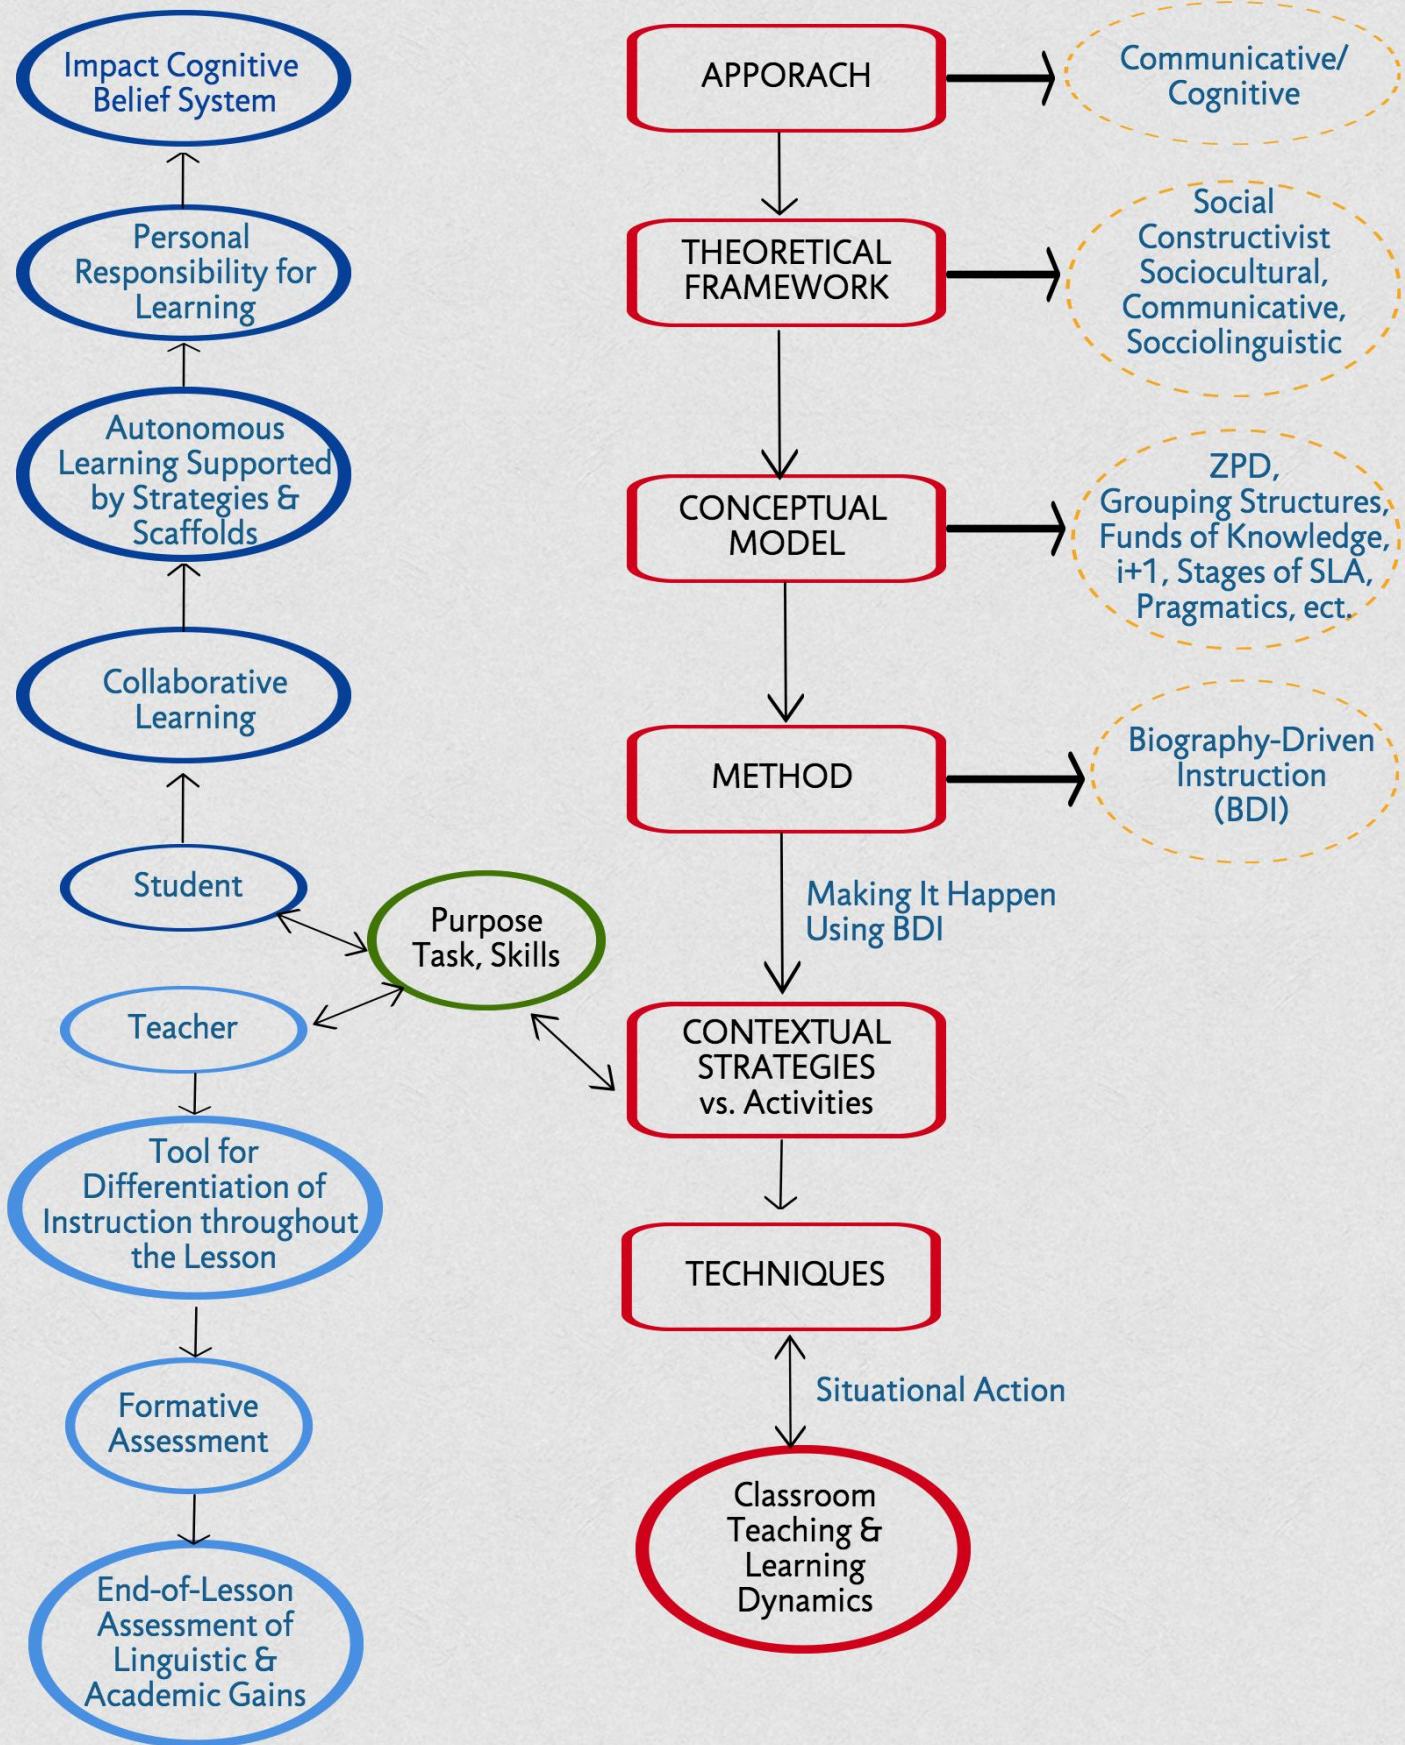 Impact Cognitive
Belief System
Personal
Responsibility for
Learning
Autonomous
Learning Supported
by Strategies &
Scaffolds
Collaborative
Learning
Student
Purpose
Task, Skills
Teacher
Tool for
Differentiation of
Instruction throughout
the Lesson
Formative
Assessment
End-of-Lesson
Assessment of
Linguistic &
Academic Gains
APPORACH
Communicative/
Cognitive
THEORETICAL
FRAMEWORK
Social
Constructivist
Sociocultural,
Communicative,
Socciolinguistic
CONCEPTUAL
MODEL
ZPD,
Grouping Structures,
Funds of Knowledge,
i+1, Stages of SLA,
Pragmatics, ect.
METHOD
Biography-Driven
Instruction
(BDI)
Making It Happen
Using BDI
CONTEXTUAL
STRATEGIES
vs. Activities
TECHNIQUES
Situational Action
Classroom
Teaching &
Learning
Dynamics